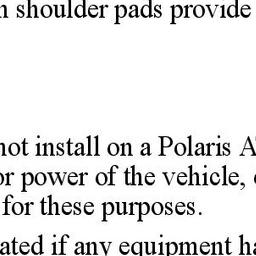 shoulder pads provide
not install on a Polaris A
or power of the vehicle,
for these purposes.
ated if any equipment ha